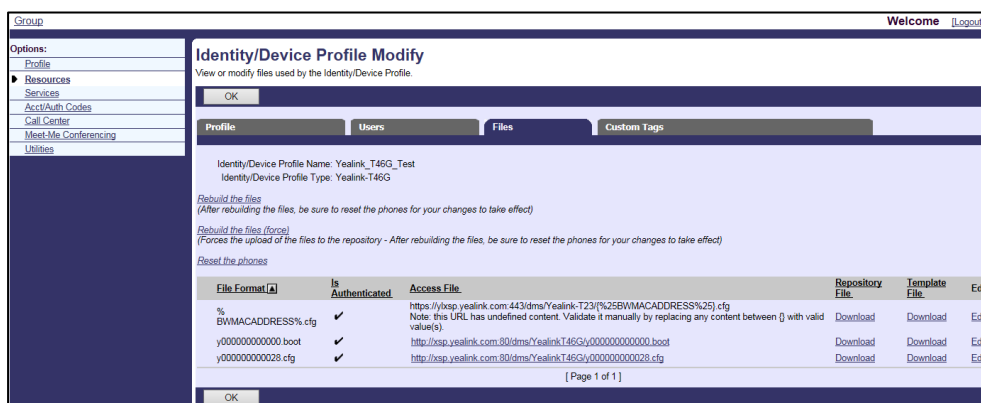 Group
Welcome [Logout
Options:
Profile
Resources
Services
Acct/Auth Codes
Call Center
Meet-Me Conferencing
Utilities
Identity/Device Profile Modify
View or modify files used by the Identity/Device Profile.
OK
Profile Users Files Custom Tags
Identity/Device Profile Name: Yealink_T46G_Test
Identity/Device Profile Type: Yealink-T46G
Rebuild the files
(After rebuilding the files, be sure to reset the phones for your changes to take effect)
Rebuild the files (force)
(Forces the upload of the files to the repository - After rebuilding the files, be sure to reset the phones for your changes to take effect)
Reset the phones
File Format Is Authenticated Access File Repository File Template File Ed
%BWMACADDRESS%.cfg ✔ https://ylxsp.yealink.com:443/dms/Yealink-T23/{%25BWMACADDRESS%25}.cfg
Note: this URL has undefined content. Validate it manually by replacing any content between {} with valid value(s). Download Download Ed
y000000000000.boot ✔ http://xsp.yealink.com:80/dms/YealinkT46G/y000000000000.boot Download Download Ed
y000000000028.cfg ✔ http://xsp.yealink.com:80/dms/YealinkT46G/y000000000028.cfg Download Download Ed
[ Page 1 of 1 ]
OK